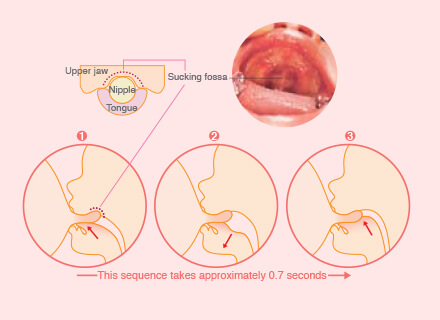 Upper jaw
Sucking fossa
Nipple
Tongue
1
2
3
This sequence takes approximately 0.7 seconds